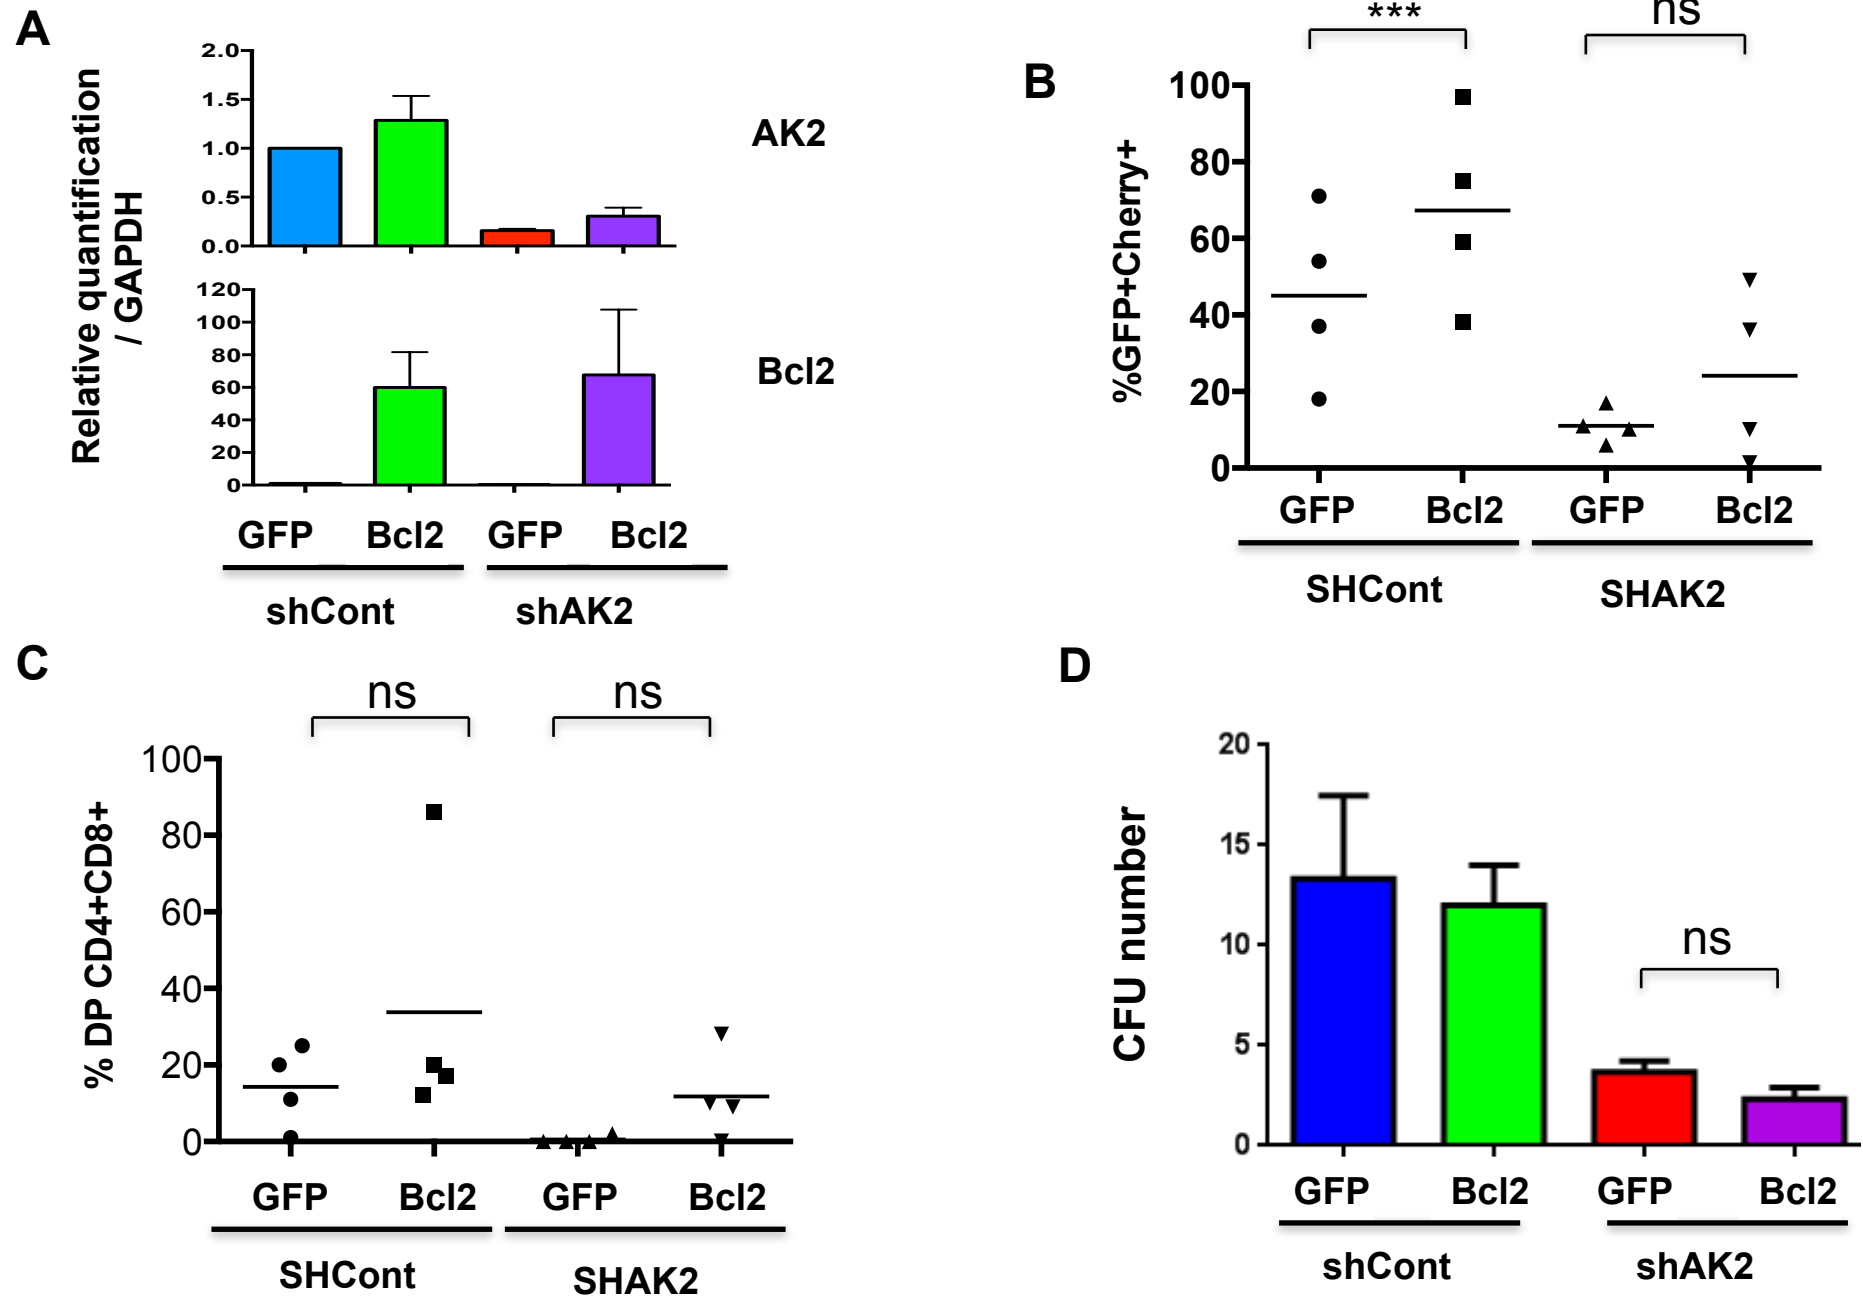 A
Relative quantification
/ GAPDH
2.0
1.5
1.0
0.5
0.0
AK2
120
100
80
60
40
20
0
Bcl2
GFP Bcl2 GFP Bcl2
shCont shAK2
B
*** ns
%GFP+Cherry+
100
80
60
40
20
0
GFP Bcl2 GFP Bcl2
SHCont SHAK2
C
ns ns
% DP CD4+CD8+
100
80
60
40
20
0
GFP Bcl2 GFP Bcl2
SHCont SHAK2
D
CFU number
20
15
10
5
0
ns
GFP Bcl2 GFP Bcl2
shCont shAK2